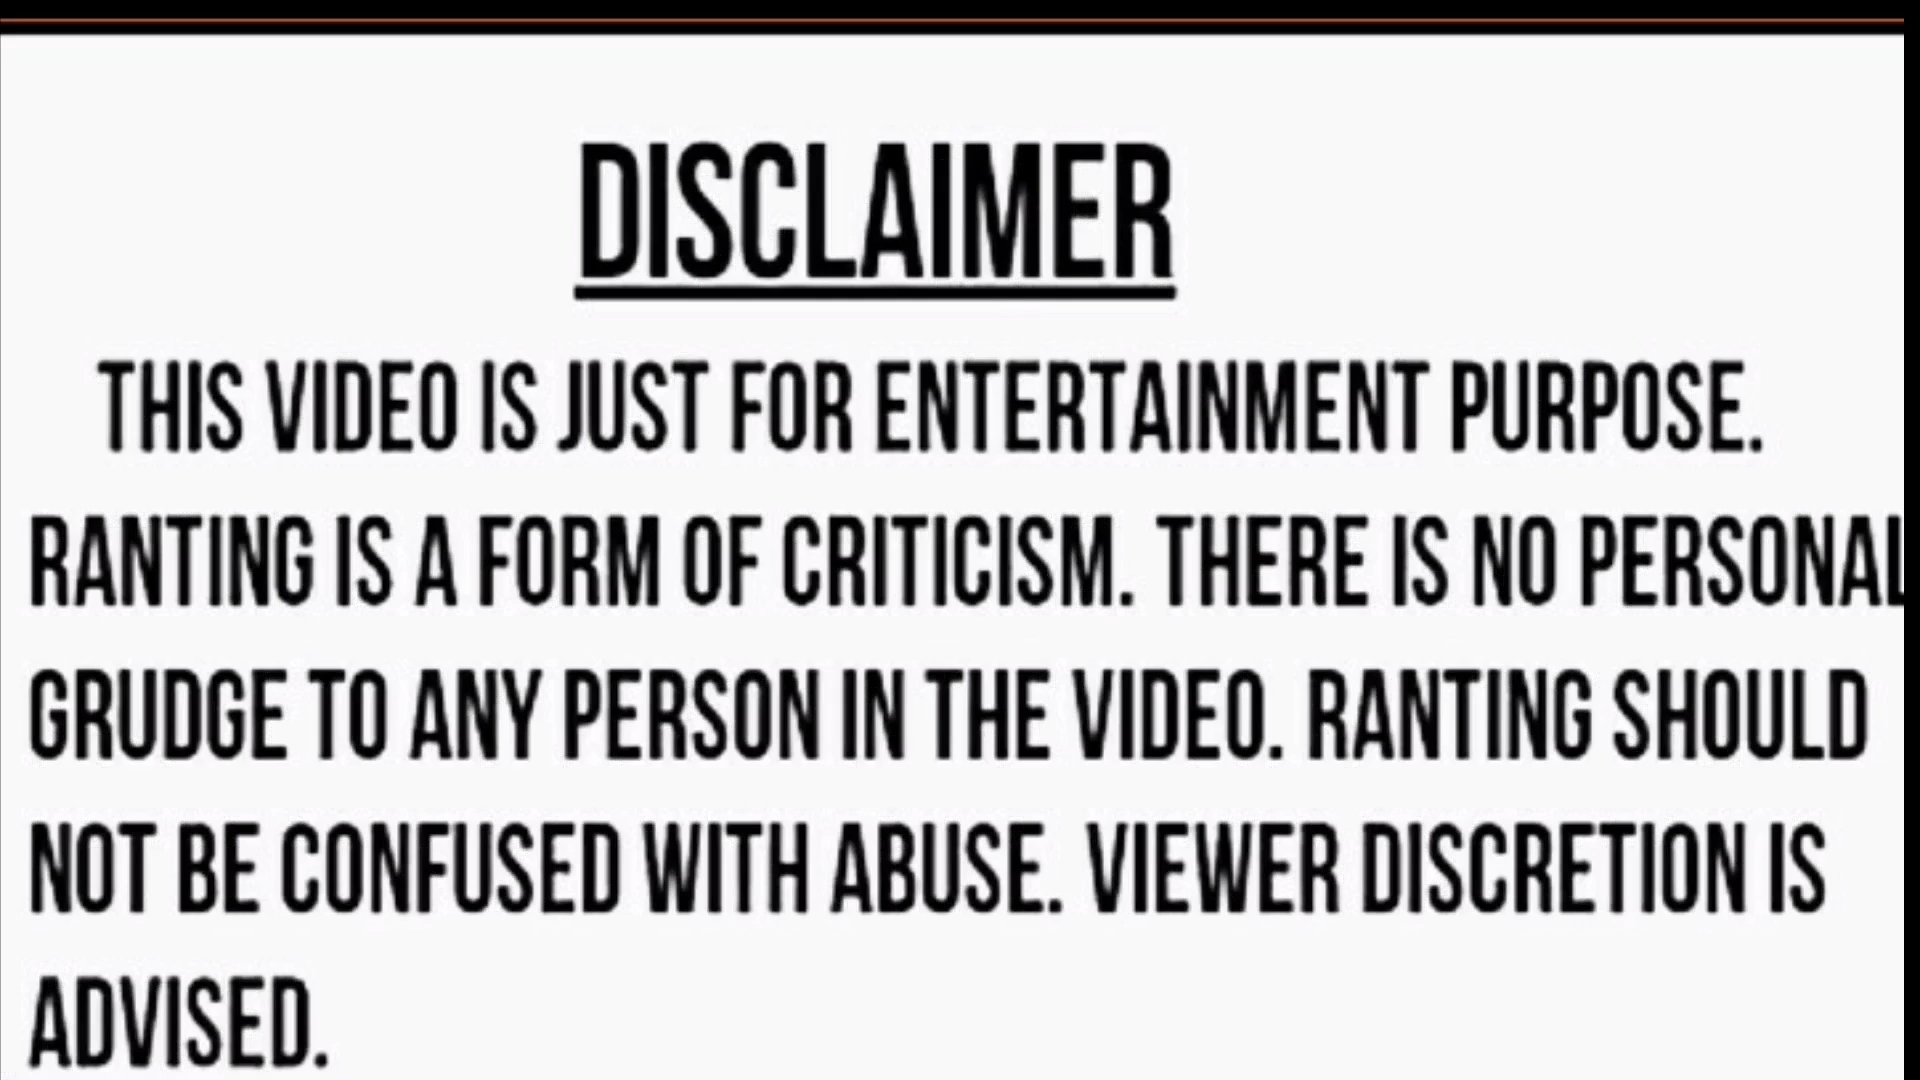 DISCLAIMER
THIS VIDEO IS JUST FOR ENTERTAINMENT PURPOSE.
RANTING IS A FORM OF CRITICISM. THERE IS NO PERSONAL
GRUDGE TO ANY PERSON IN THE VIDEO. RANTING SHOULD
NOT BE CONFUSED WITH ABUSE. VIEWER DISCRETION IS
ADVISED.